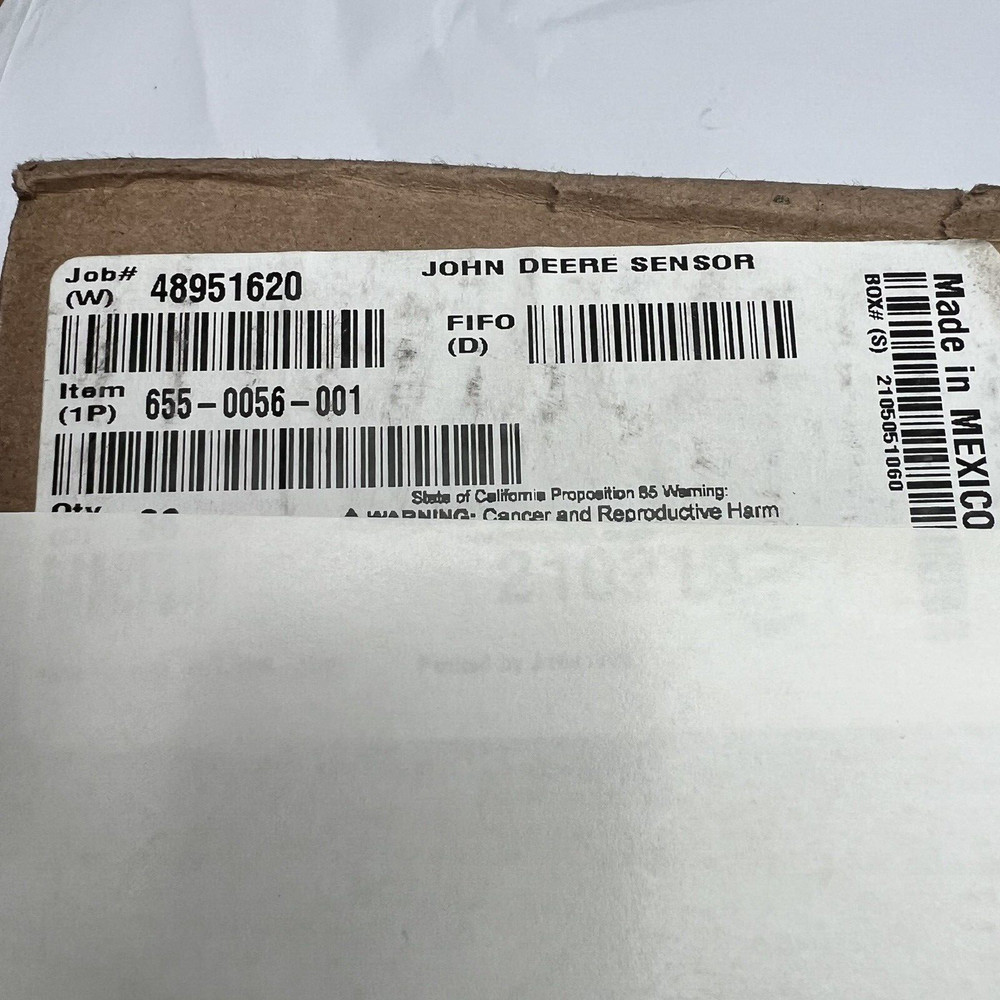 Job# 48951620
(W)
JOHN DEERE SENSOR
FIFO
(D)
Item 655-0056-001
(1P)
State of California Proposition 65 Warning:
⚠ WARNING: Cancer and Reproductive Harm
Qty
BOX# (S) 2105051060
Made in MEXICO